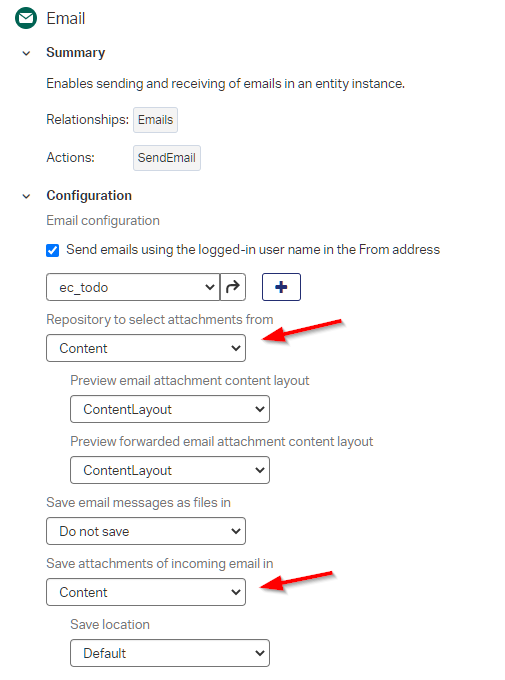 Email
Summary
Enables sending and receiving of emails in an entity instance.
Relationships: Emails
Actions: SendEmail
Configuration
Email configuration
Send emails using the logged-in user name in the From address
ec_todo
Repository to select attachments from
Content
Preview email attachment content layout
ContentLayout
Preview forwarded email attachment content layout
ContentLayout
Save email messages as files in
Do not save
Save attachments of incoming email in
Content
Save location
Default